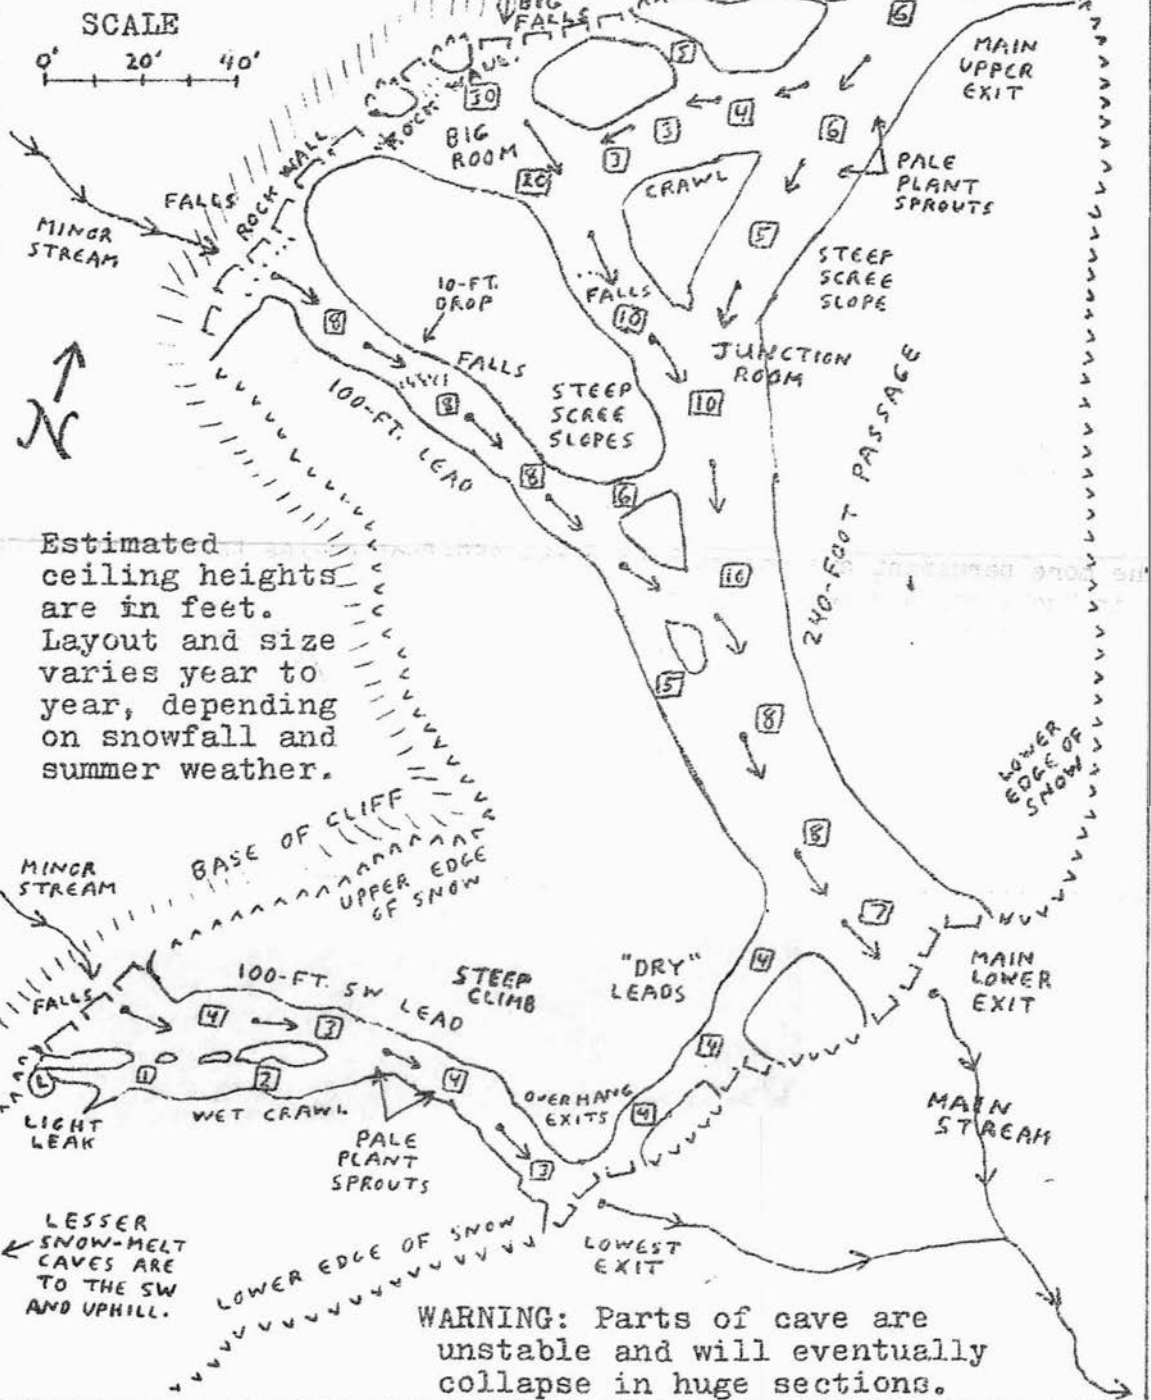 SCALE
0' 20' 40'
BIG
FALLS
6
MAIN
UPPER
EXIT
5
30
4
3
3
6
BIG
ROOM
ROCK
20
CRAWL
PALE
PLANT
SPROUTS
ROCK WALL
FALLS
MINOR
STREAM
5
STEEP
SCREE
SLOPE
10-FT.
DROP
FALLS
10
8
JUNCTION
ROOM
FALLS
8
100-FT. LEAD
STEEP
SCREE
SLOPES
10
N
8
6
240-FOOT PASSAGE
Estimated
ceiling heights
are in feet.
Layout and size
varies year to
year, depending
on snowfall and
summer weather.
10
5
8
LOWER
EDGE OF
SNOW
BASE OF CLIFF
UPPER EDGE
OF SNOW
8
MINOR
STREAM
7
FALLS
100-FT. SW LEAD
STEEP
CLIMB
"DRY"
LEADS
4
MAIN
LOWER
EXIT
4
3
4
L
1
2
4
WET CRAWL
OVERHANG
EXITS
4
LIGHT
LEAK
PALE
PLANT
SPROUTS
3
MAIN
STREAM
LESSER
SNOW-MELT
CAVES ARE
TO THE SW
AND UPHILL.
LOWER EDGE OF SNOW
LOWEST
EXIT
WARNING: Parts of cave are
unstable and will eventually
collapse in huge sections.